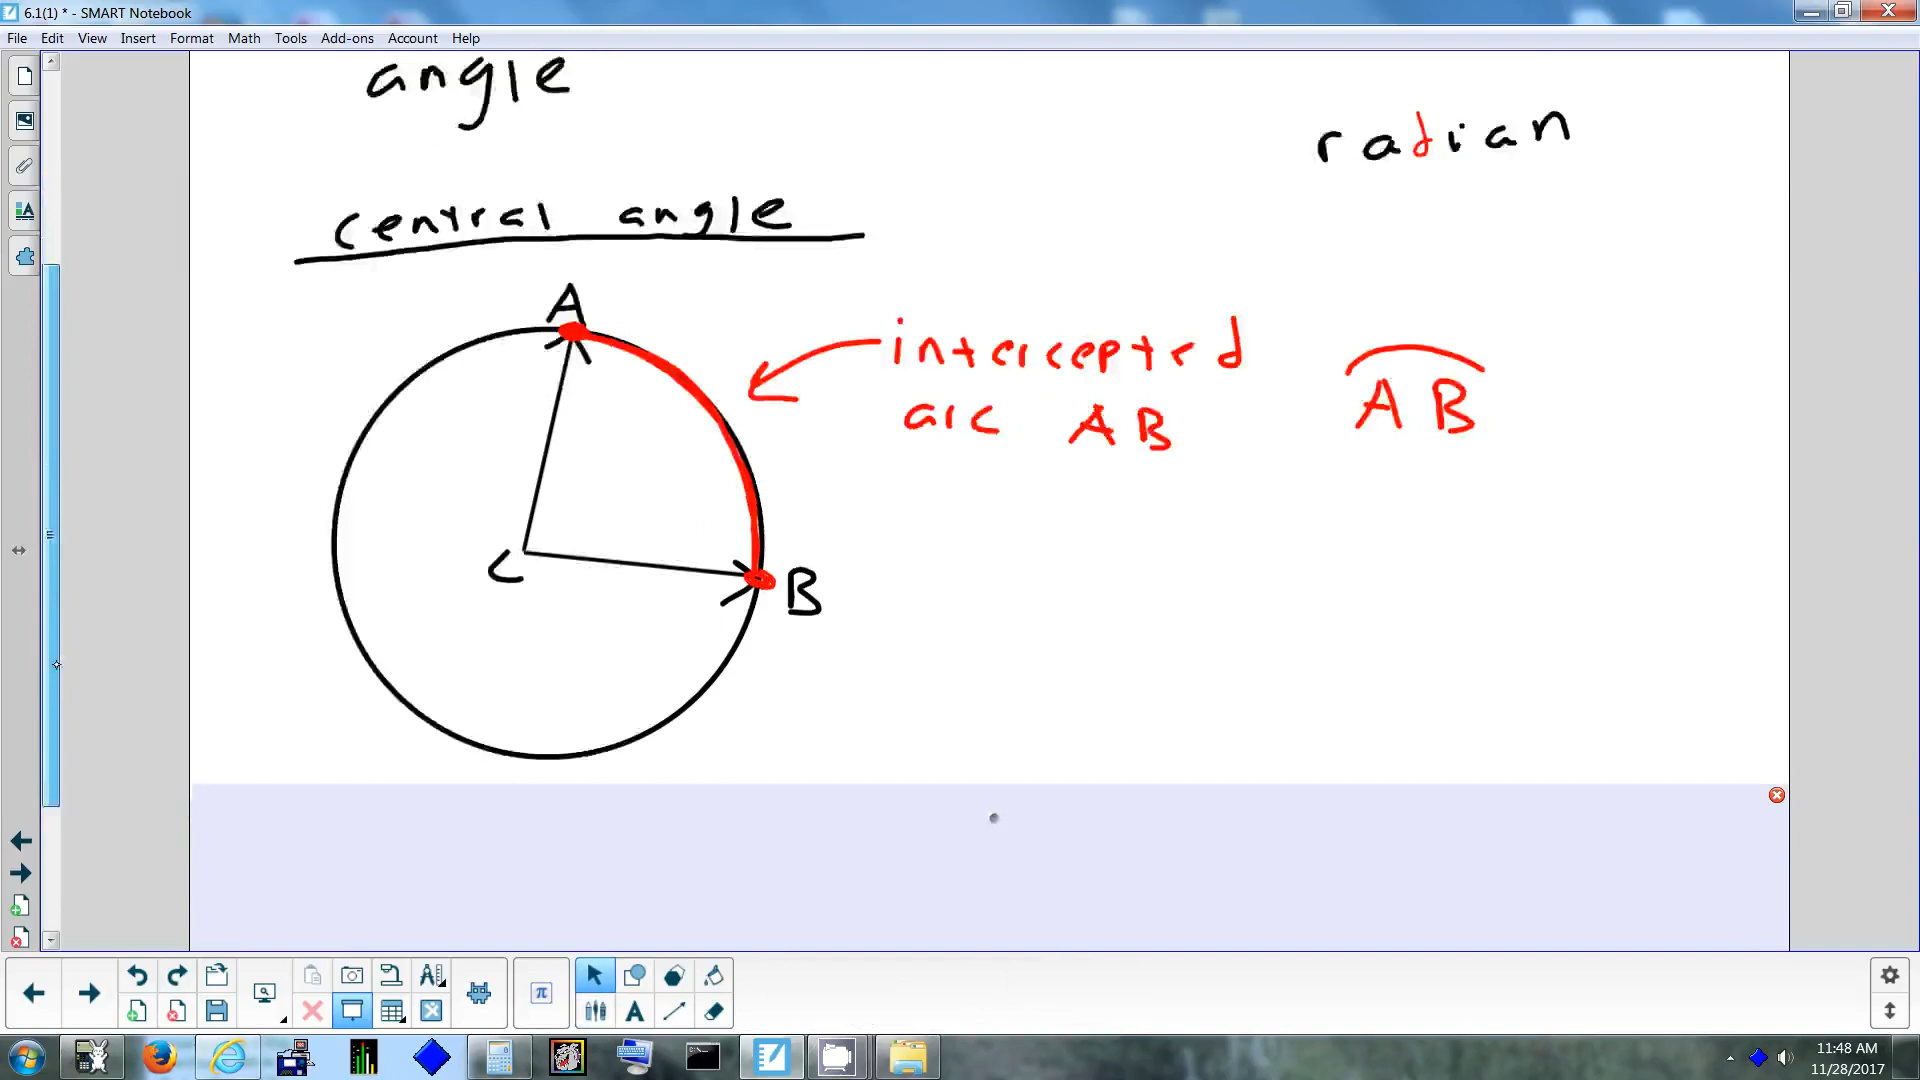 6.1(1) * - SMART Notebook
File Edit View Insert Format Math Tools Add-ons Account Help
angle
radian
central angle
A
intercepted
arc AB
AB
C
B
π
A
11:48 AM
11/28/2017